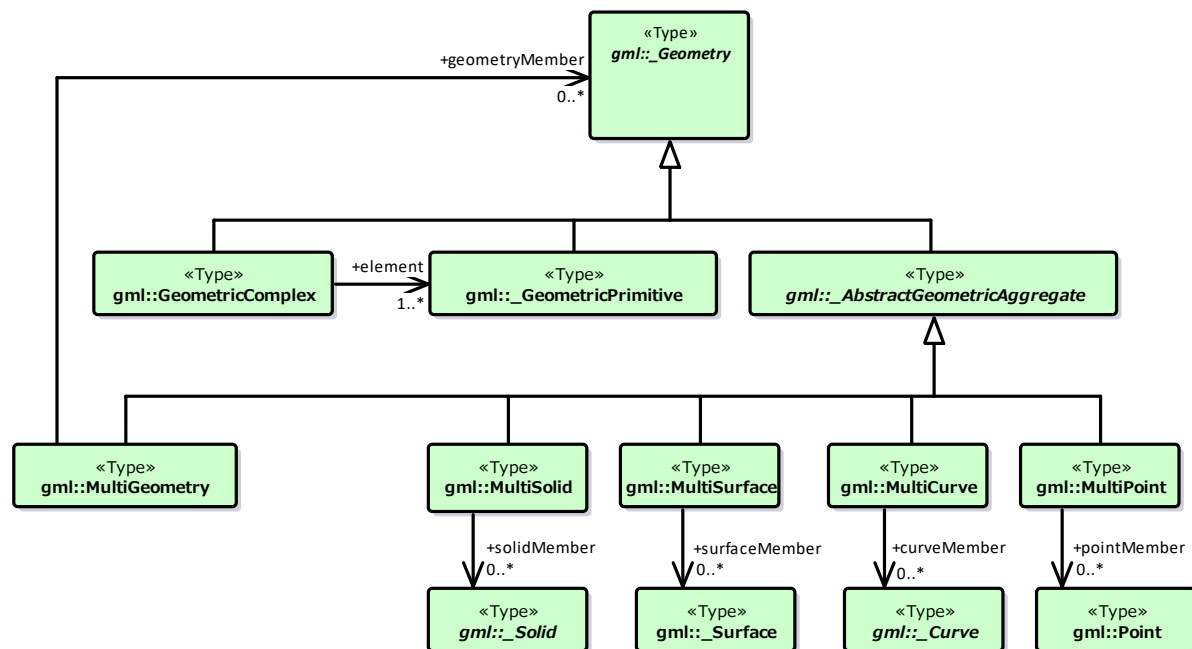 «Type»
gml::_Geometry
+geometryMember
0..*
«Type»
gml::GeometricComplex
+element
1..*
«Type»
gml::_GeometricPrimitive
«Type»
gml::_AbstractGeometricAggregate
«Type»
gml::MultiGeometry
«Type»
gml::MultiSolid
«Type»
gml::MultiSurface
«Type»
gml::MultiCurve
«Type»
gml::MultiPoint
+solidMember
0..*
+surfaceMember
0..*
+curveMember
0..*
+pointMember
0..*
«Type»
gml::_Solid
«Type»
gml::_Surface
«Type»
gml::_Curve
«Type»
gml::Point